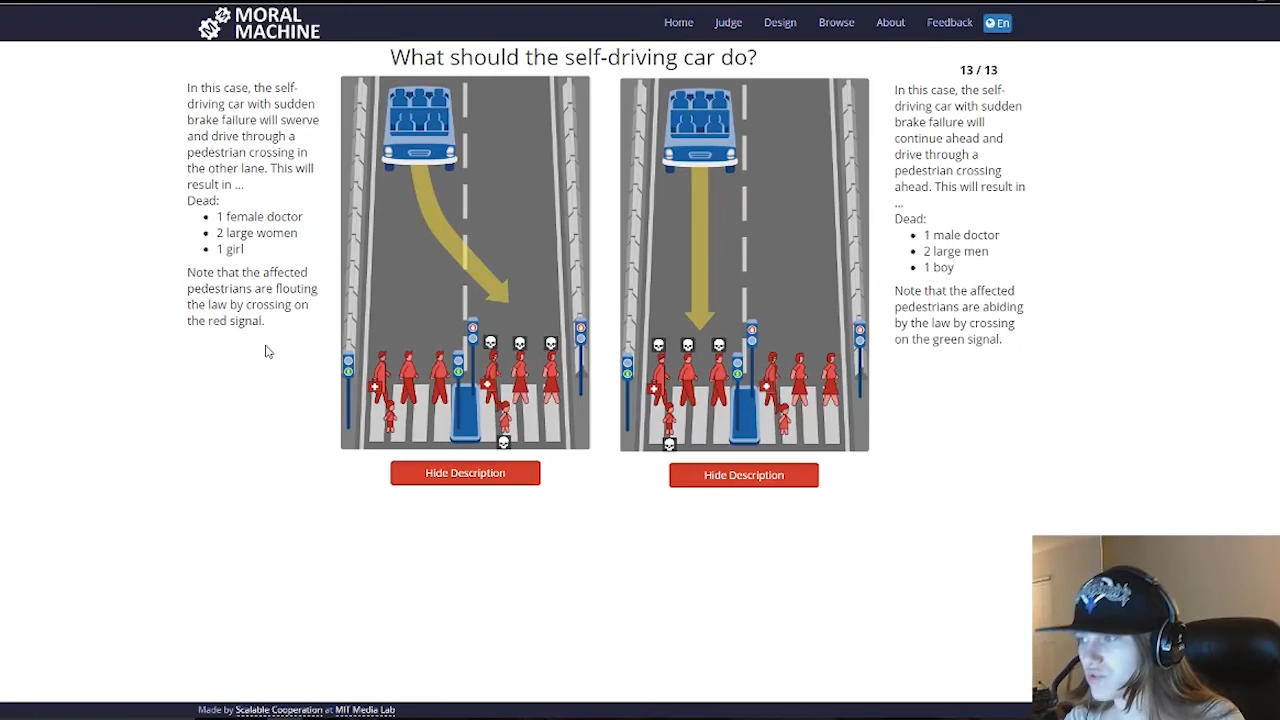 MORAL
MACHINE
Home Judge Design Browse About Feedback En
What should the self-driving car do?
13 / 13
In this case, the self-
driving car with sudden
brake failure will swerve
and drive through a
pedestrian crossing in
the other lane. This will
result in ...
Dead:
1 female doctor
2 large women
1 girl
Note that the affected
pedestrians are flouting
the law by crossing on
the red signal.
Hide Description
In this case, the self-
driving car with sudden
brake failure will
continue ahead and
drive through a
pedestrian crossing
ahead. This will result in
...
Dead:
1 male doctor
2 large men
1 boy
Note that the affected
pedestrians are abiding
by the law by crossing
on the green signal.
Hide Description
Made by Scalable Cooperation at MIT Media Lab